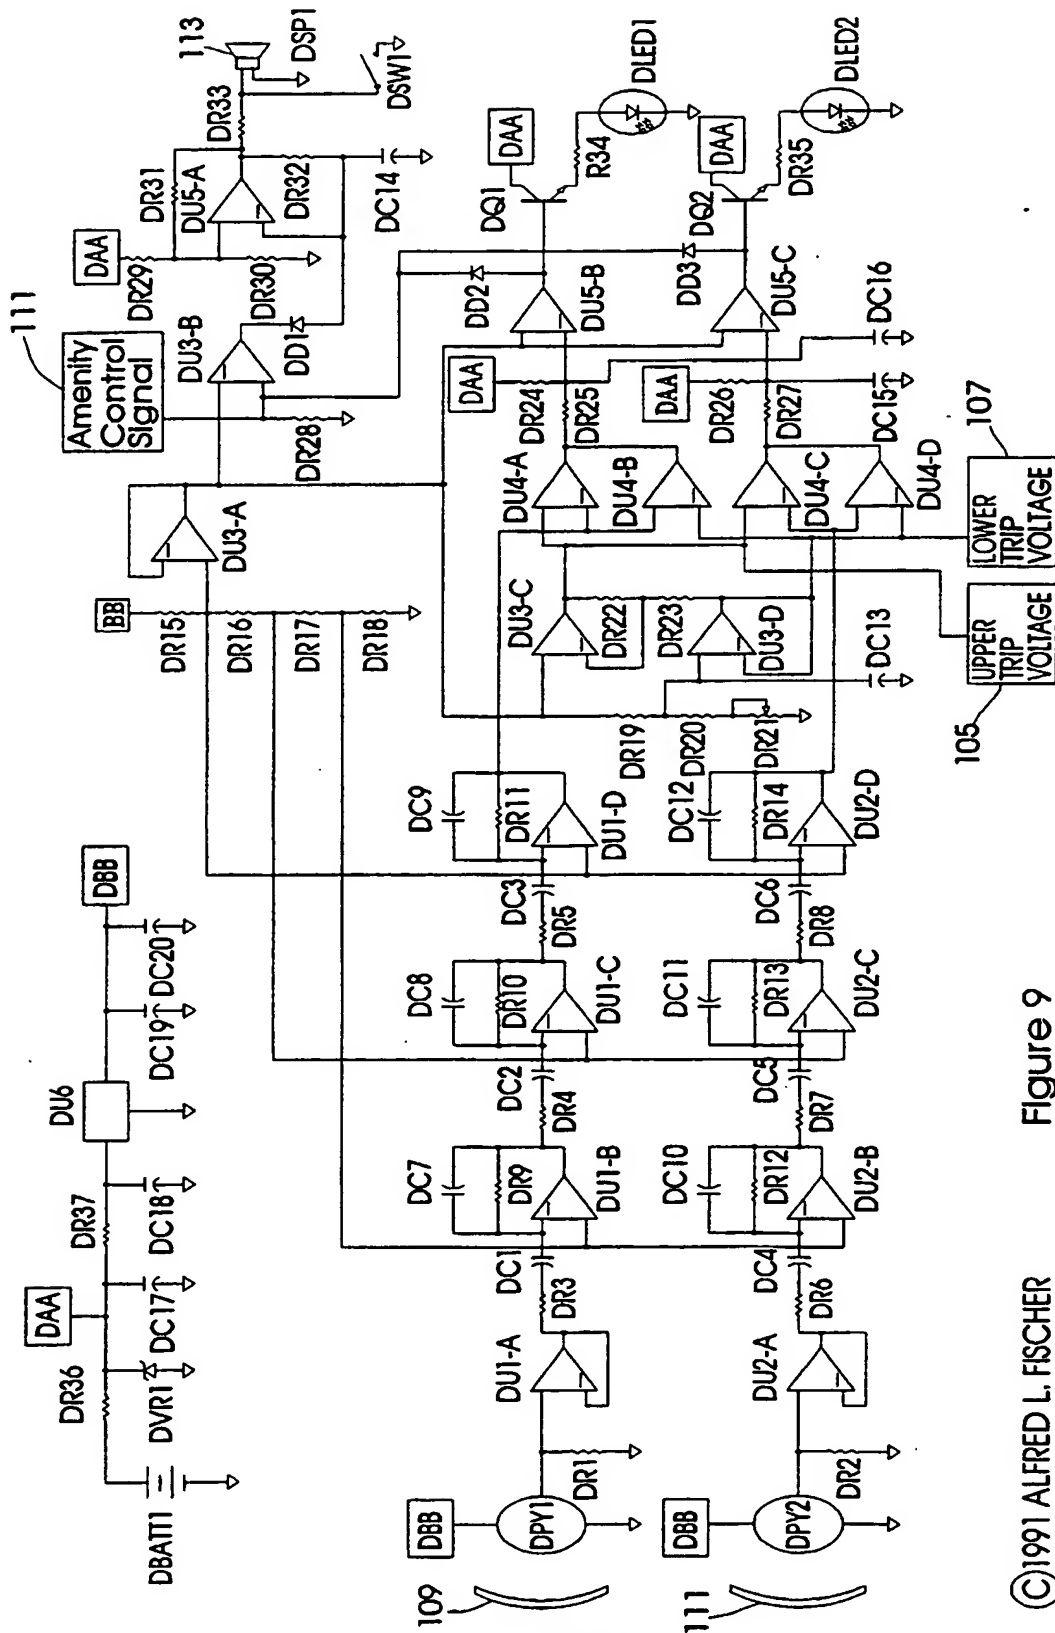 DBATT1
DR36
DVR1
DAA
DC17
DR37
DC18
DU6
DC19
DC20
DBB
BB
DR15
DR16
DR17
DR18
DU3-A
111
Amenity
Control
Signal
DR28
DU3-B
DD1
DAA
DR29
DR30
DR31
DU5-A
DR32
DC14
DR33
113
DSP1
DSW1
109
DBB
DPY1
DR1
DU1-A
DR3
DC1
DC7
DR9
DU1-B
DR4
DC2
DC8
DR10
DU1-C
DR5
DC3
DC9
DR11
DU1-D
DU3-C
DR22
DR23
DU3-D
DR19
DR20
DR21
DC13
DU4-A
DU4-B
DAA
DR24
DR25
DD2
DU5-B
DQ1
DAA
R34
DLED1
111
DBB
DPY2
DR2
DU2-A
DR6
DC4
DC10
DR12
DU2-B
DR7
DC5
DC11
DR13
DU2-C
DR8
DC6
DC12
DR14
DU2-D
DU4-C
DU4-D
DAA
DR26
DR27
DC15
DC16
DD3
DU5-C
DQ2
DAA
DR35
DLED2
105
UPPER
TRIP
VOLTAGE
LOWER
TRIP
VOLTAGE
107
©1991 ALFRED L. FISCHER
Figure 9